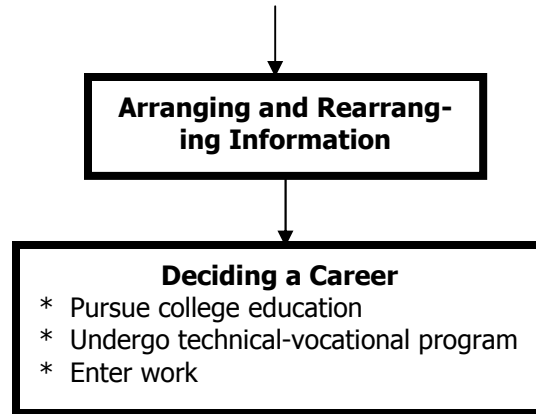 Arranging and Rearrang-
ing Information
Deciding a Career
* Pursue college education
* Undergo technical-vocational program
* Enter work